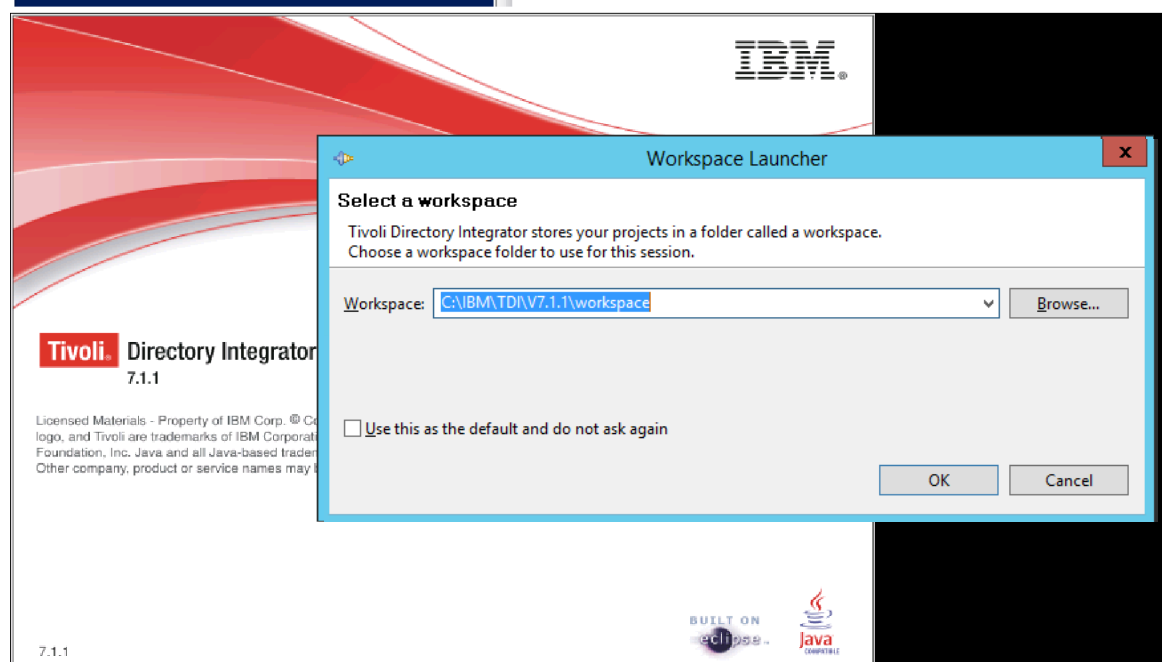 IBM®
Workspace Launcher
x
Select a workspace
Tivoli Directory Integrator stores your projects in a folder called a workspace.
Choose a workspace folder to use for this session.
Workspace:
C:\IBM\TDI\V7.1.1\workspace
Browse...
Tivoli® Directory Integrator
7.1.1
Licensed Materials - Property of IBM Corp. ©
logo, and Tivoli are trademarks of IBM
Foundation, Inc. Java and all Java-based
Other company, product or service names may
Use this as the default and do not ask again
OK
Cancel
BUILT ON
eclipse
Java
COMPATIBLE
7.1.1